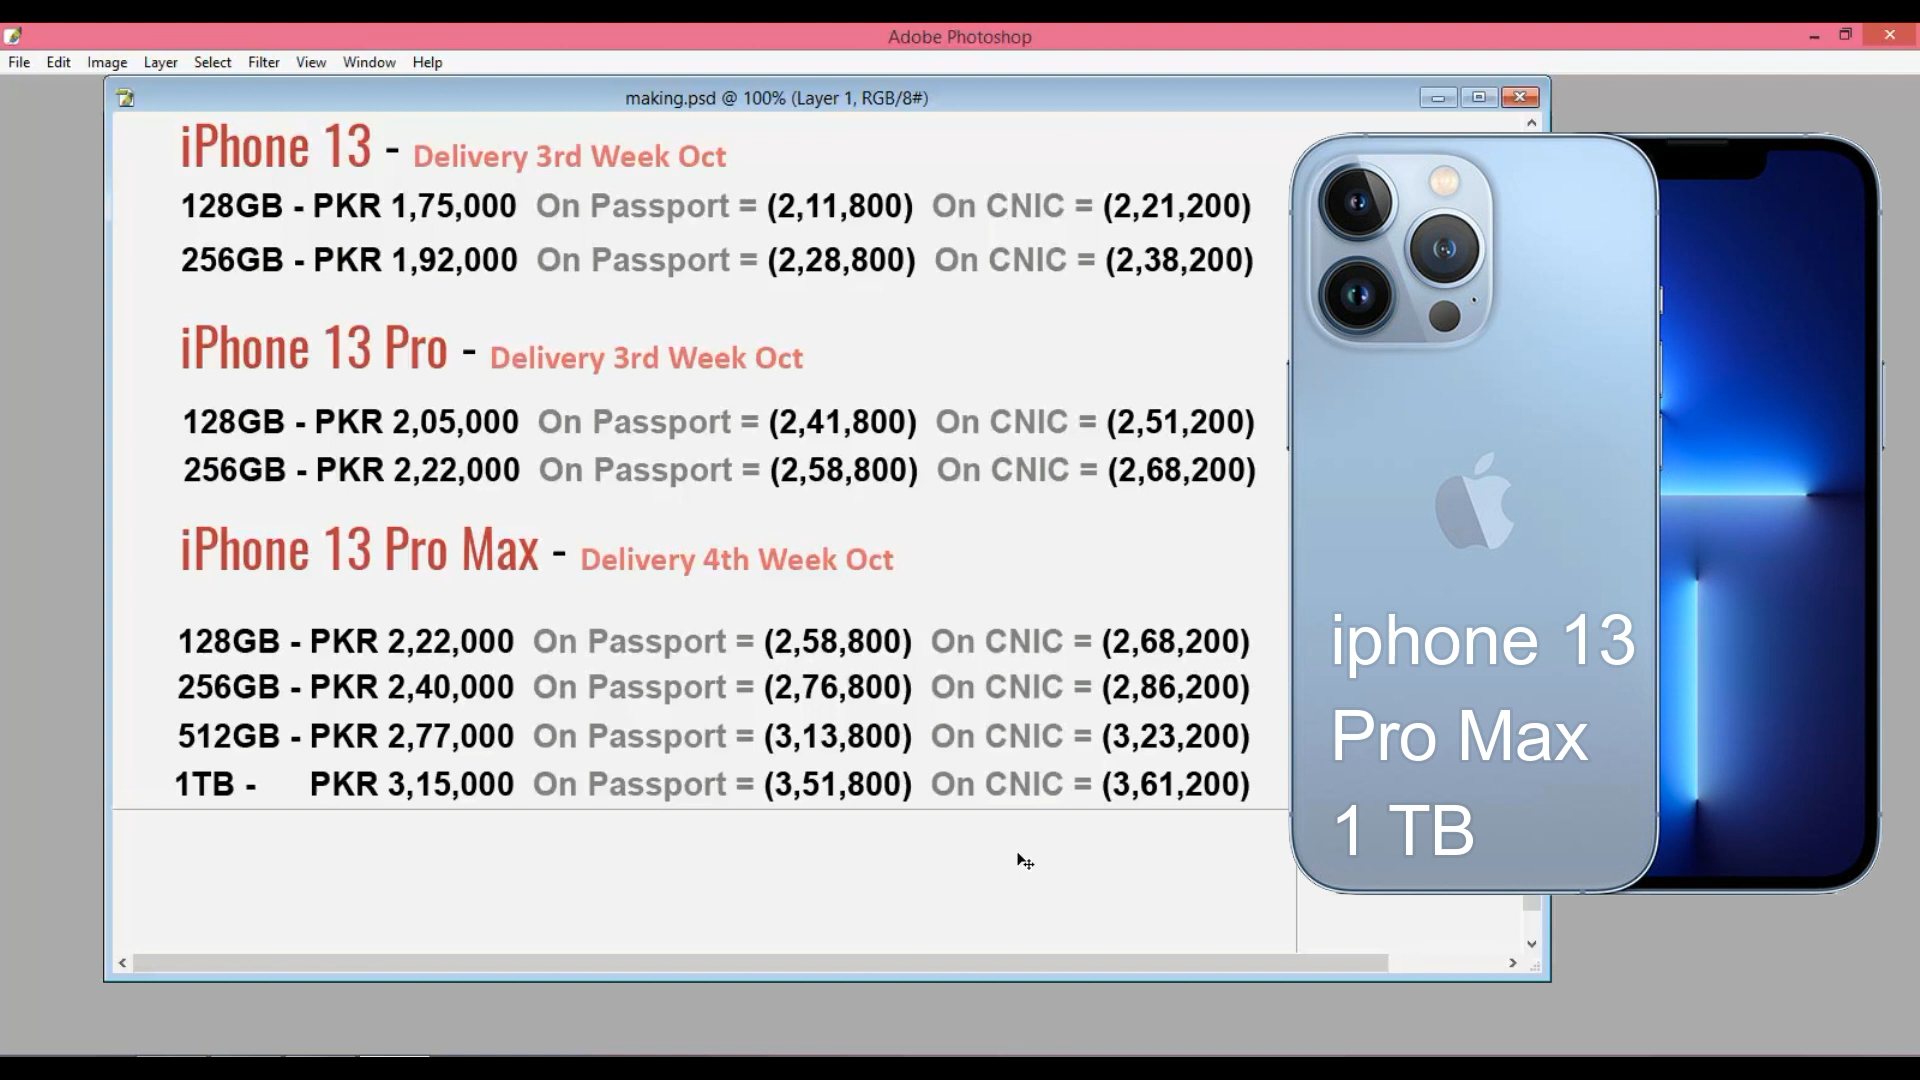 Adobe Photoshop
File Edit Image Layer Select Filter View Window Help
making.psd @ 100% (Layer 1, RGB/8#)
iPhone 13 - Delivery 3rd Week Oct
128GB - PKR 1,75,000 On Passport = (2,11,800) On CNIC = (2,21,200)
256GB - PKR 1,92,000 On Passport = (2,28,800) On CNIC = (2,38,200)
iPhone 13 Pro - Delivery 3rd Week Oct
128GB - PKR 2,05,000 On Passport = (2,41,800) On CNIC = (2,51,200)
256GB - PKR 2,22,000 On Passport = (2,58,800) On CNIC = (2,68,200)
iPhone 13 Pro Max - Delivery 4th Week Oct
128GB - PKR 2,22,000 On Passport = (2,58,800) On CNIC = (2,68,200)
256GB - PKR 2,40,000 On Passport = (2,76,800) On CNIC = (2,86,200)
512GB - PKR 2,77,000 On Passport = (3,13,800) On CNIC = (3,23,200)
1TB - PKR 3,15,000 On Passport = (3,51,800) On CNIC = (3,61,200)
iphone 13
Pro Max
1 TB